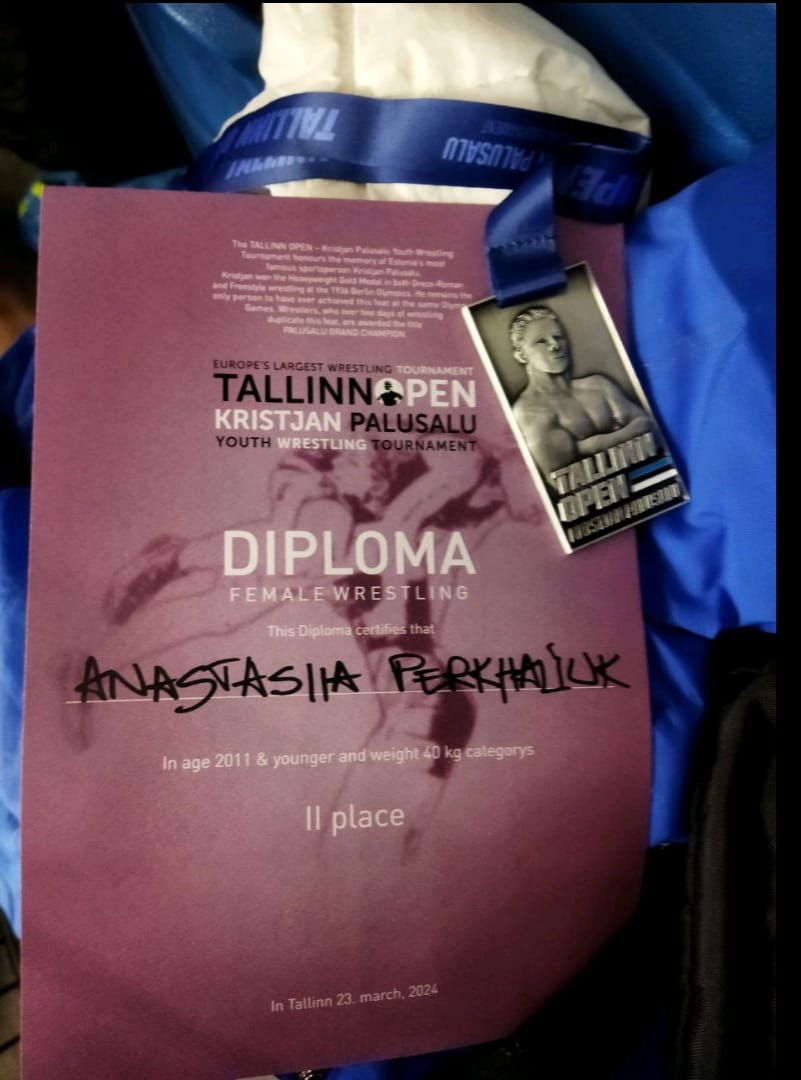 TALLINN
PALUSALU
The TALLINN OPEN – Kristjan Palusalu Youth Wrestling
Tournament honours the memory of Estonia's most
famous sportsperson Kristjan Palusalu.
Kristjan won the Heavyweight Gold Medal in both Greco-Roman
and Freestyle wrestling at the 1936 Berlin Olympics. He remains the
only person to have ever achieved this feat at the same Olym
Games. Wrestlers, who over two days of wrestling
duplicate this feat, are awarded the title
PALUSALU BRAND CHAMPION.
EUROPE'S LARGEST WRESTLING TOURNAMENT
TALLINN OPEN
KRISTJAN PALUSALU
YOUTH WRESTLING TOURNAMENT
TALLINN
OPEN
DIPLOMA
FEMALE WRESTLING
This Diploma certifies that
ANASTASIIA PERKHALIUK
In age 2011 & younger and weight 40 kg categorys
II place
In Tallinn 23. march, 2024